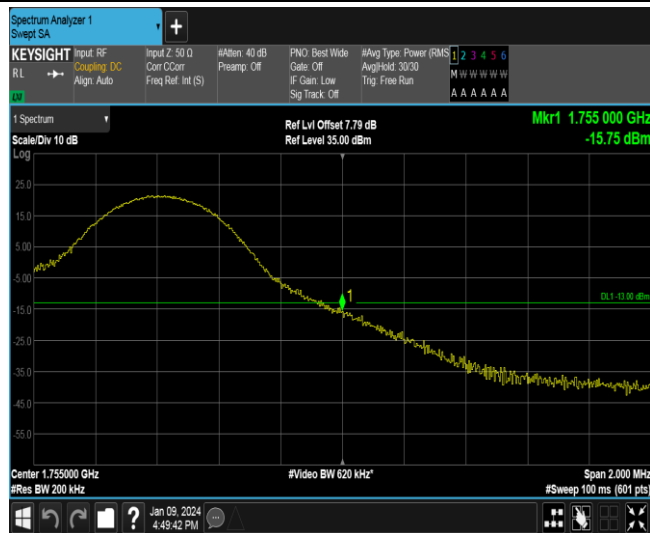 Spectrum Analyzer 1
Swept SA
+
KEYSIGHT Input: RF Input Z: 50 Ω #Atten: 40 dB PNO: Best Wide #Avg Type: Power (RMS 1 2 3 4 5 6
RL Coupling: DC Corr CCorr Preamp: Off Gate: Off Avg|Hold: 30/30 M W W W W W
Align: Auto Freq Ref: Int (S) IF Gain: Low Trig: Free Run
Sig Track: Off A A A A A A
1 Spectrum Ref Lvl Offset 7.79 dB Mkr1 1.755 000 GHz
Scale/Div 10 dB Ref Level 35.00 dBm -15.75 dBm
Log
25.0
15.0
5.00
-5.00
1
DL1 -13.00 dBm
-15.0
-25.0
-35.0
-45.0
-55.0
Center 1.755000 GHz #Video BW 620 kHz* Span 2.000 MHz
#Res BW 200 kHz #Sweep 100 ms (601 pts)
? Jan 09, 2024
4:49:42 PM